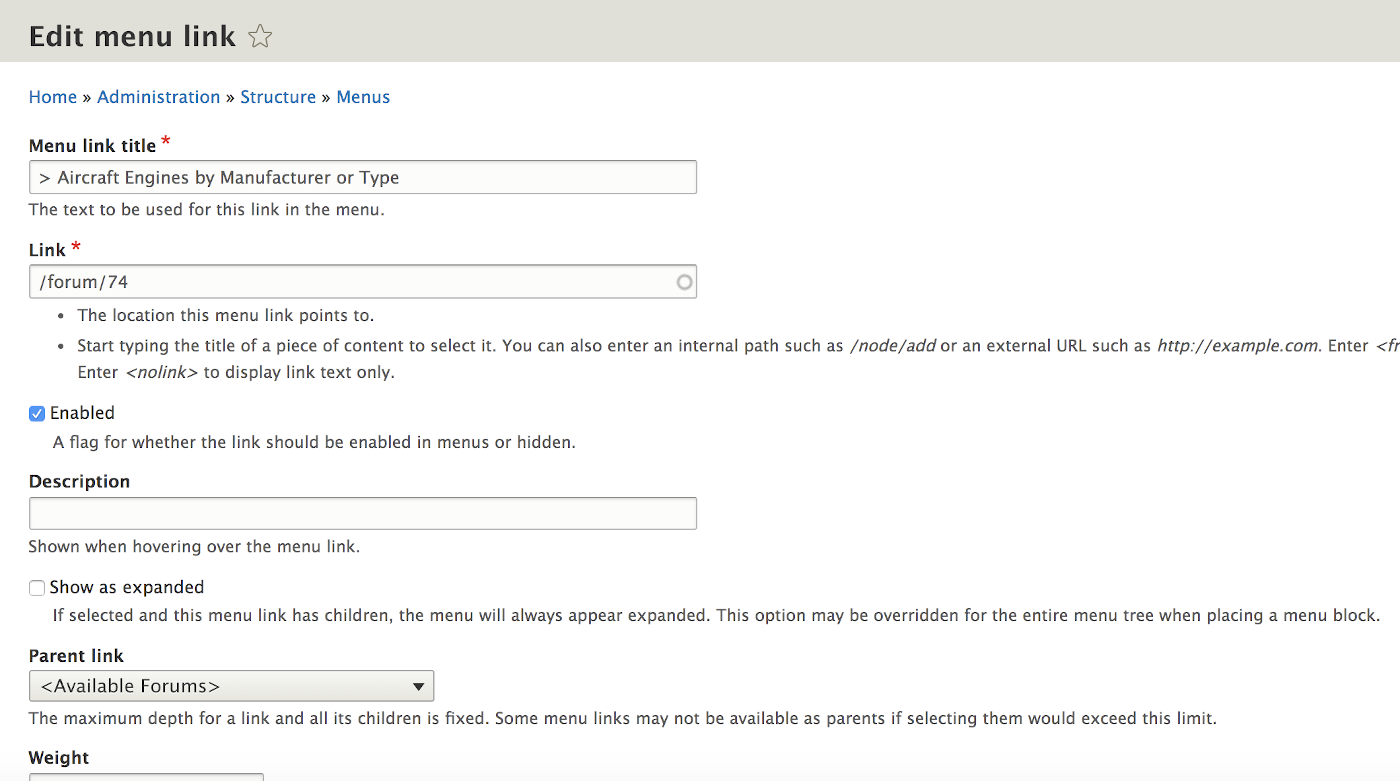 Edit menu link
Home » Administration » Structure » Menus
Menu link title *
> Aircraft Engines by Manufacturer or Type
The text to be used for this link in the menu.
Link *
/forum/74
• The location this menu link points to.
• Start typing the title of a piece of content to select it. You can also enter an internal path such as /node/add or an external URL such as http://example.com. Enter <fr
Enter <nolink> to display link text only.
Enabled
A flag for whether the link should be enabled in menus or hidden.
Description
Shown when hovering over the menu link.
Show as expanded
If selected and this menu link has children, the menu will always appear expanded. This option may be overridden for the entire menu tree when placing a menu block.
Parent link
<Available Forums>
The maximum depth for a link and all its children is fixed. Some menu links may not be available as parents if selecting them would exceed this limit.
Weight